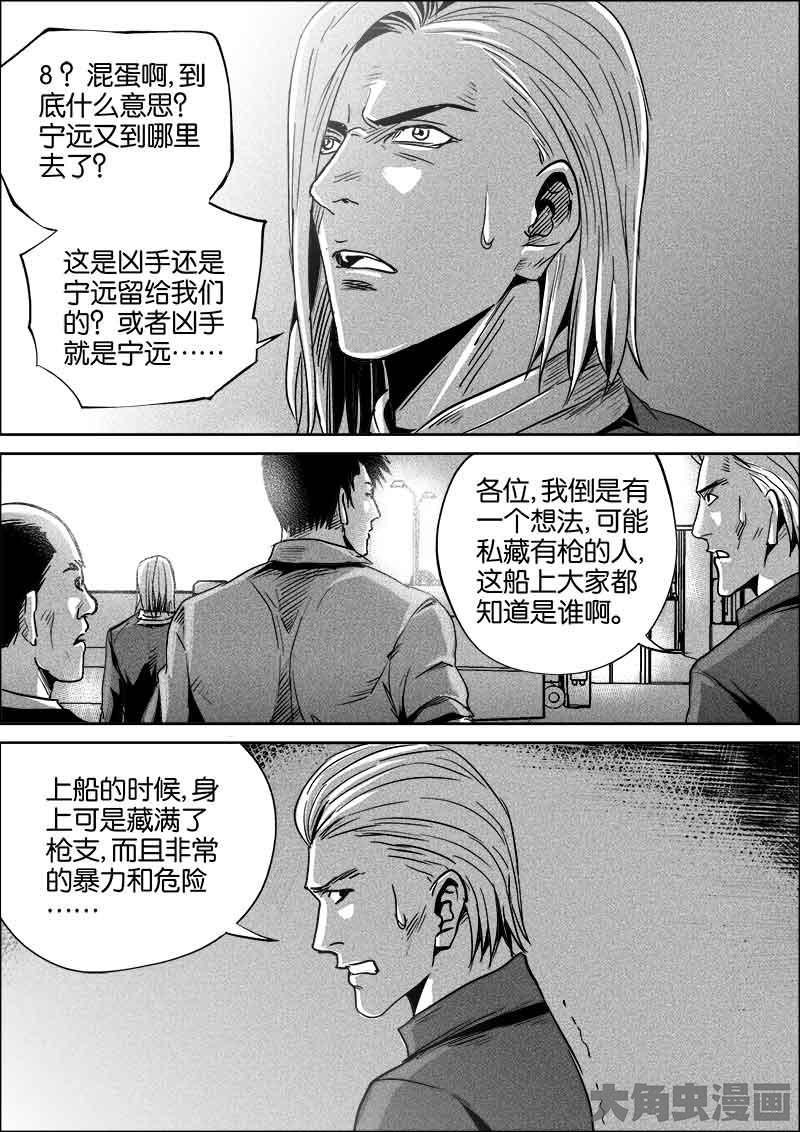 8？混蛋啊,到
底什么意思？
宁远又到哪里
去了？
这是凶手还是
宁远留给我们
的？或者凶手
就是宁远……
各位,我倒是有
一个想法,可能
私藏有枪的人,
这船上大家都
知道是谁啊。
上船的时候,身
上可是藏满了
枪支,而且非常
的暴力和危险
……
大角虫漫画